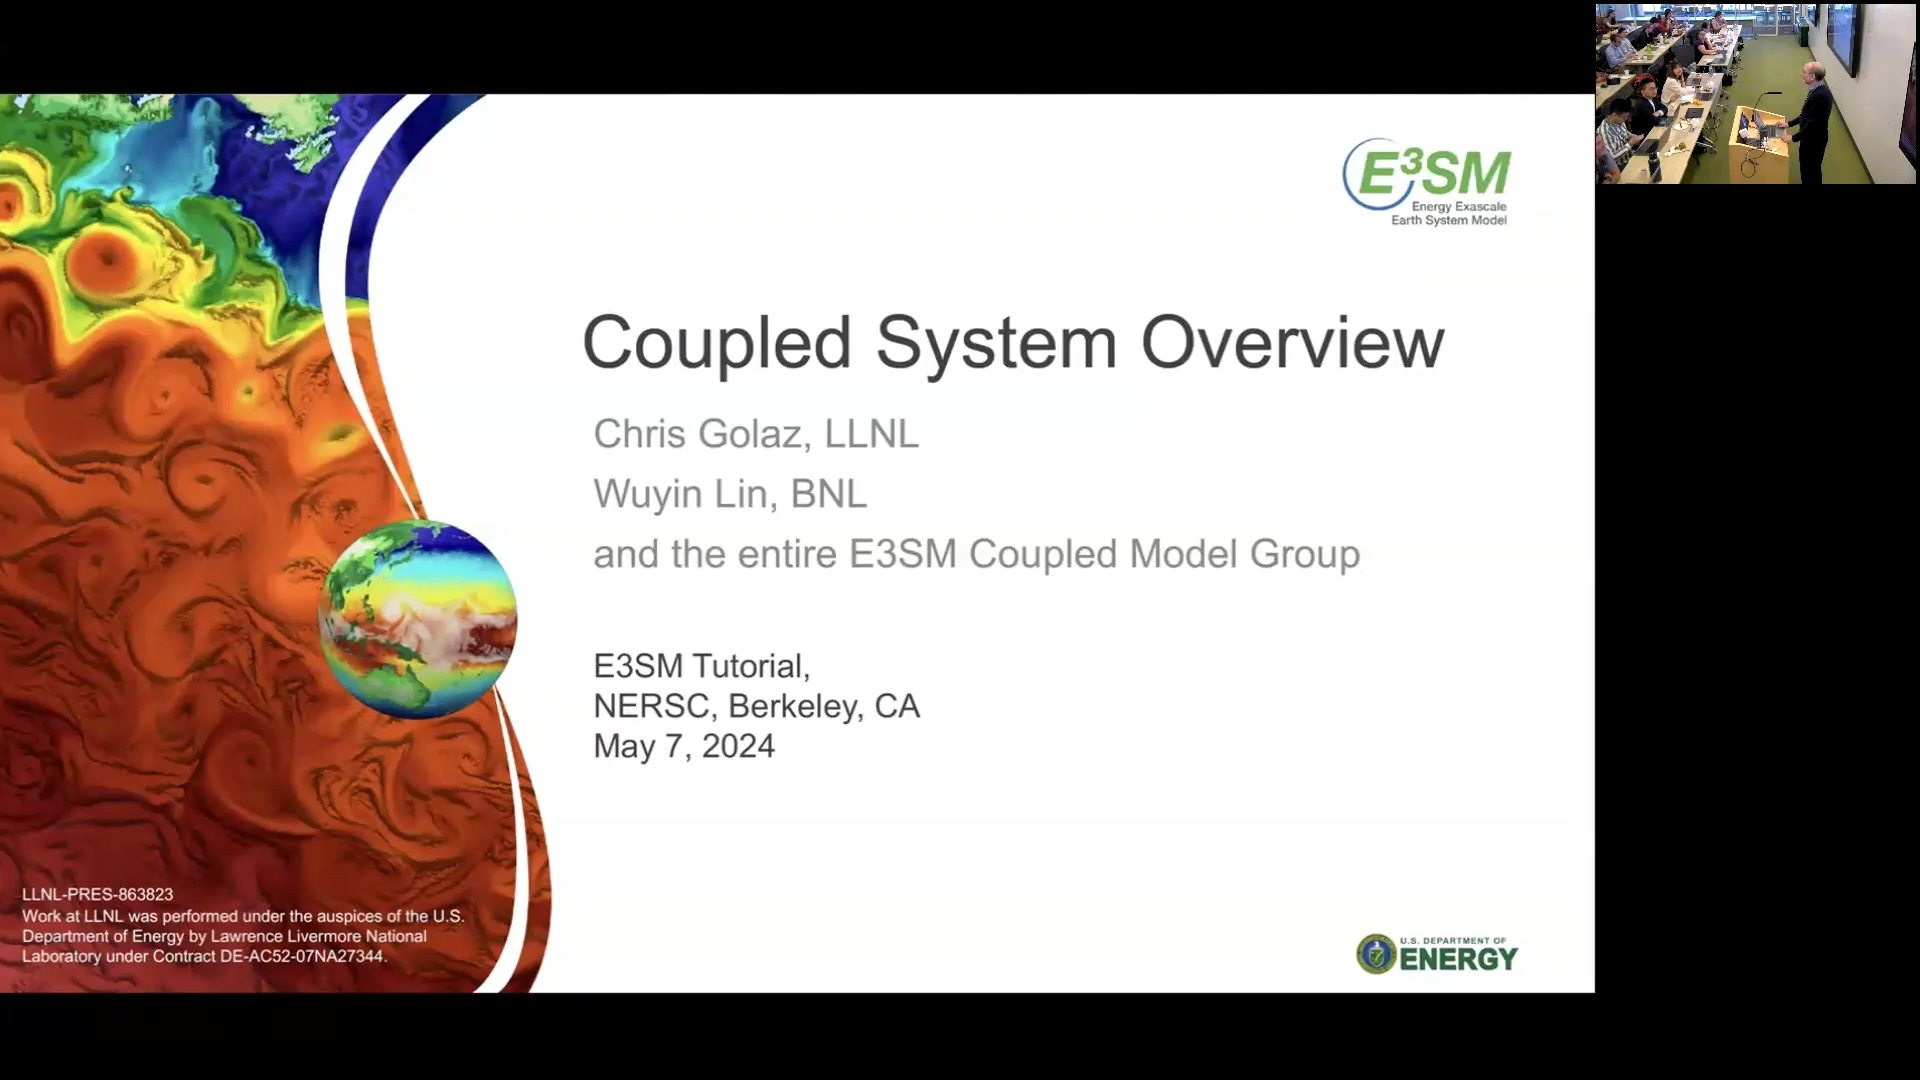 E³SM
Energy Exascale
Earth System Model
Coupled System Overview
Chris Golaz, LLNL
Wuyin Lin, BNL
and the entire E3SM Coupled Model Group
E3SM Tutorial,
NERSC, Berkeley, CA
May 7, 2024
LLNL-PRES-863823
Work at LLNL was performed under the auspices of the U.S.
Department of Energy by Lawrence Livermore National
Laboratory under Contract DE-AC52-07NA27344.
U.S. DEPARTMENT OF
ENERGY